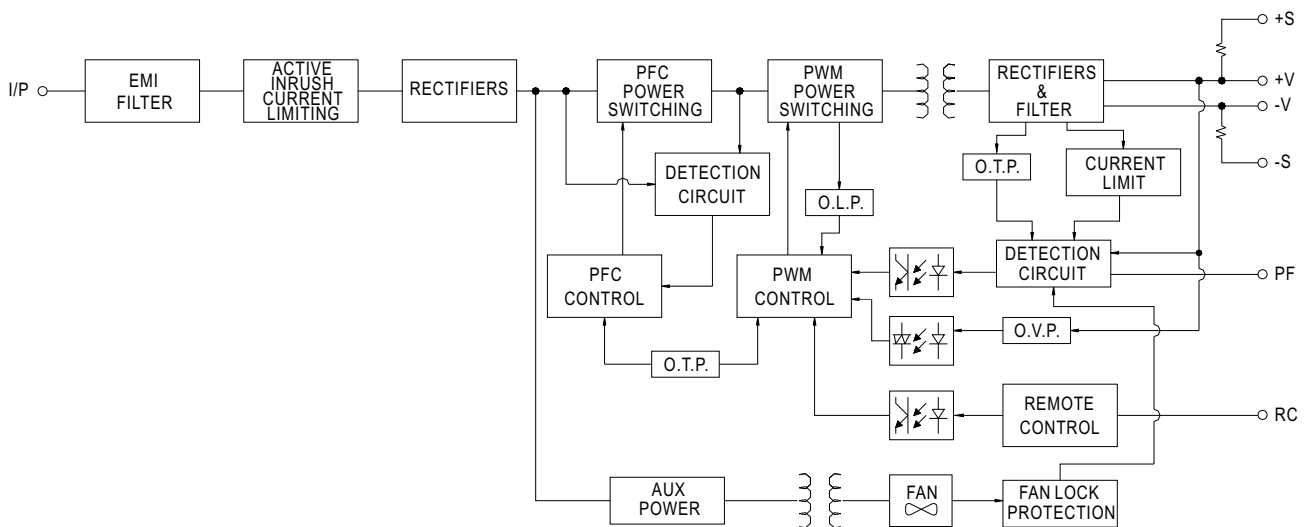 +S
I/P
EMI
FILTER
ACTIVE
INRUSH
CURRENT
LIMITING
RECTIFIERS
PFC
POWER
SWITCHING
PWM
POWER
SWITCHING
RECTIFIERS
&
FILTER
+V
-V
-S
DETECTION
CIRCUIT
O.L.P.
O.T.P.
CURRENT
LIMIT
PFC
CONTROL
PWM
CONTROL
DETECTION
CIRCUIT
PF
O.T.P.
O.V.P.
REMOTE
CONTROL
RC
AUX
POWER
FAN
FAN LOCK
PROTECTION